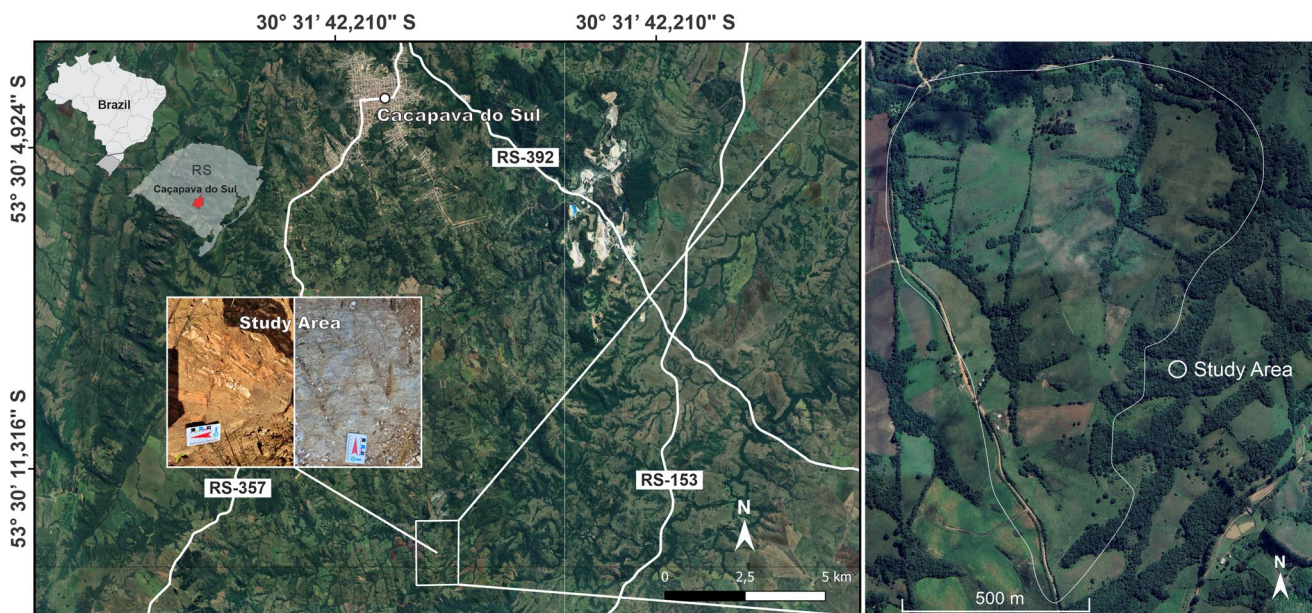 30° 31' 42,210" S
30° 31' 42,210" S
53° 30' 4,924" S
53° 30' 11,316" S
Brazil
RS
Caçapava do Sul
Caçapava do Sul
RS-392
Study Area
RS-357
RS-153
N
0 2,5 5 km
Study Area
N
500 m